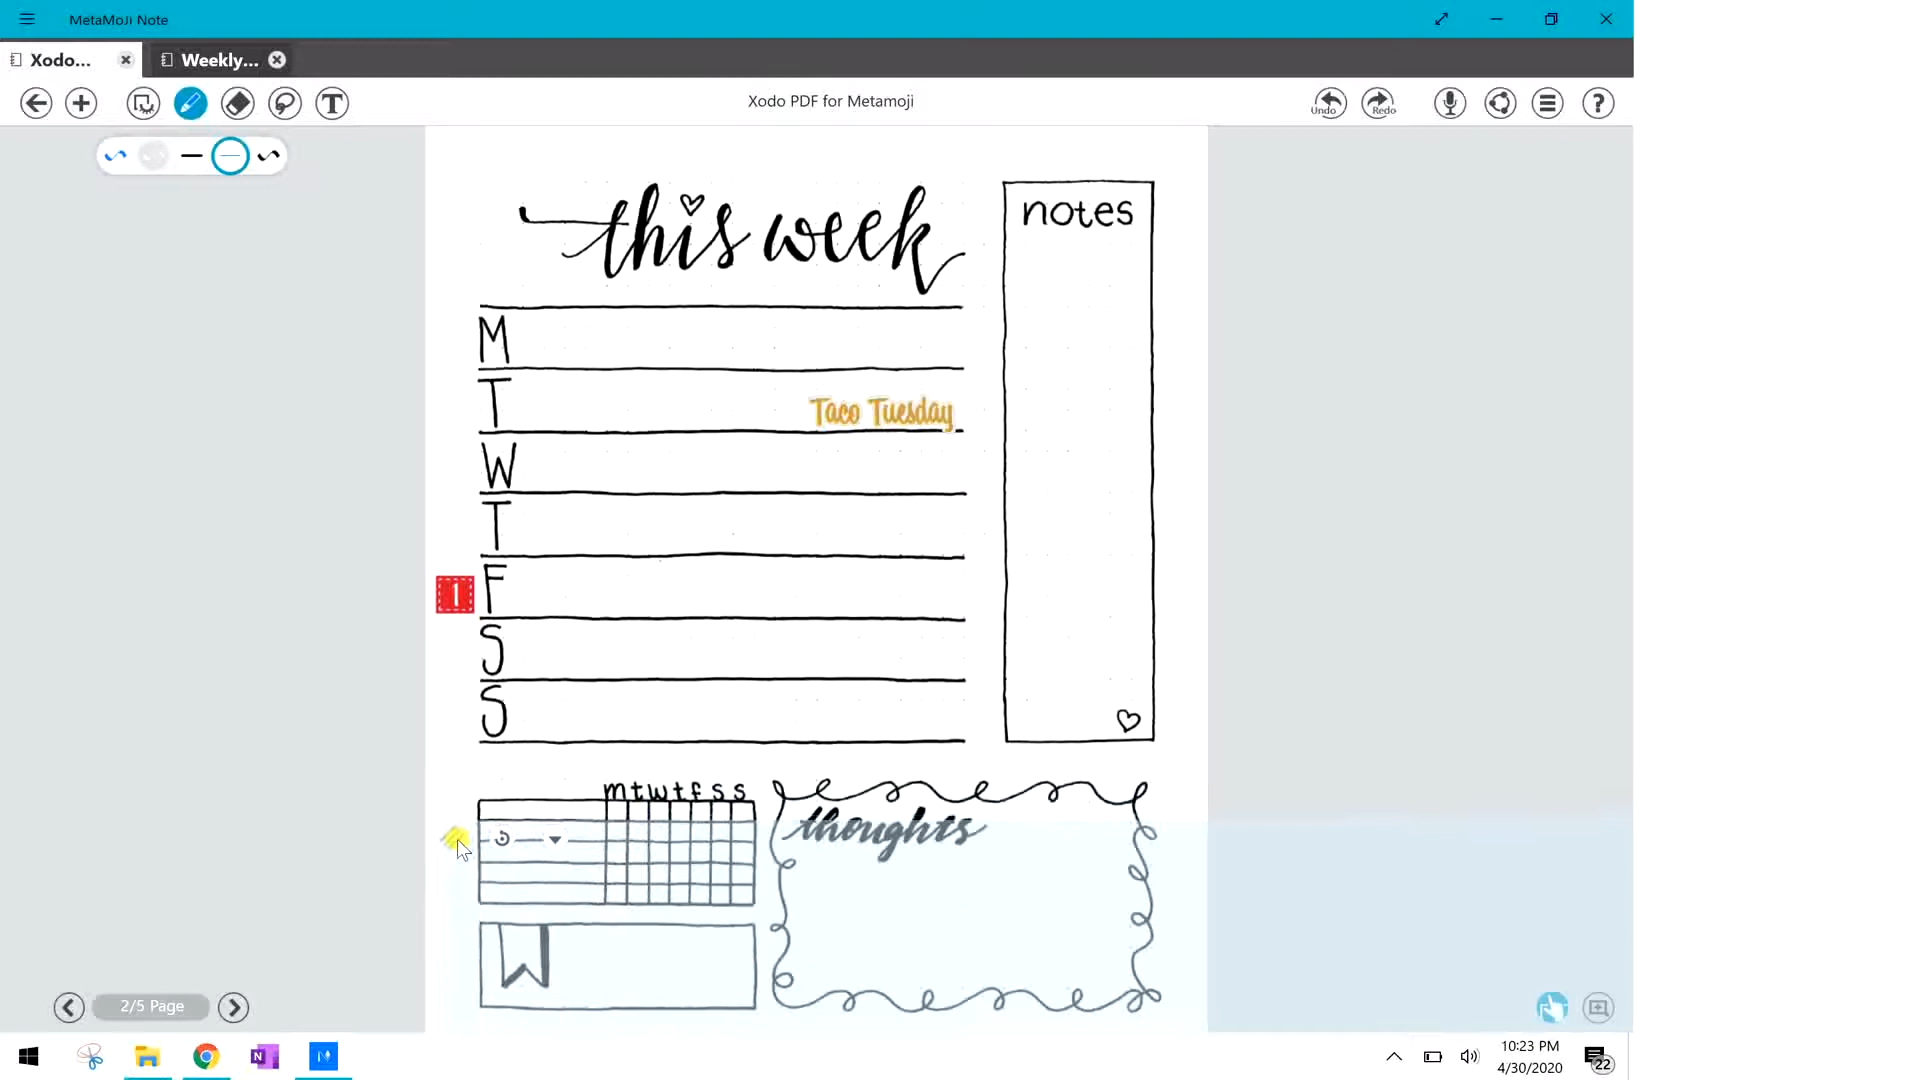 MetaMoJi Note
Xodo...
Weekly...
T
Xodo PDF for Metamoji
Undo
Redo
?
this week
notes
M
T
Taco Tuesday
W
T
1
F
S
S
m t w t f s s
thoughts
2/5 Page
N
10:23 PM
4/30/2020
22